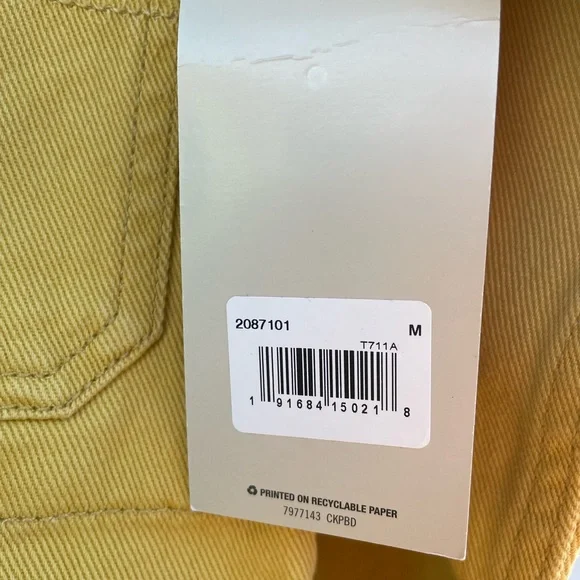 2087101 M
T711A
1 91684 15021 8
♻ PRINTED ON RECYCLABLE PAPER
7977143 CKPBD